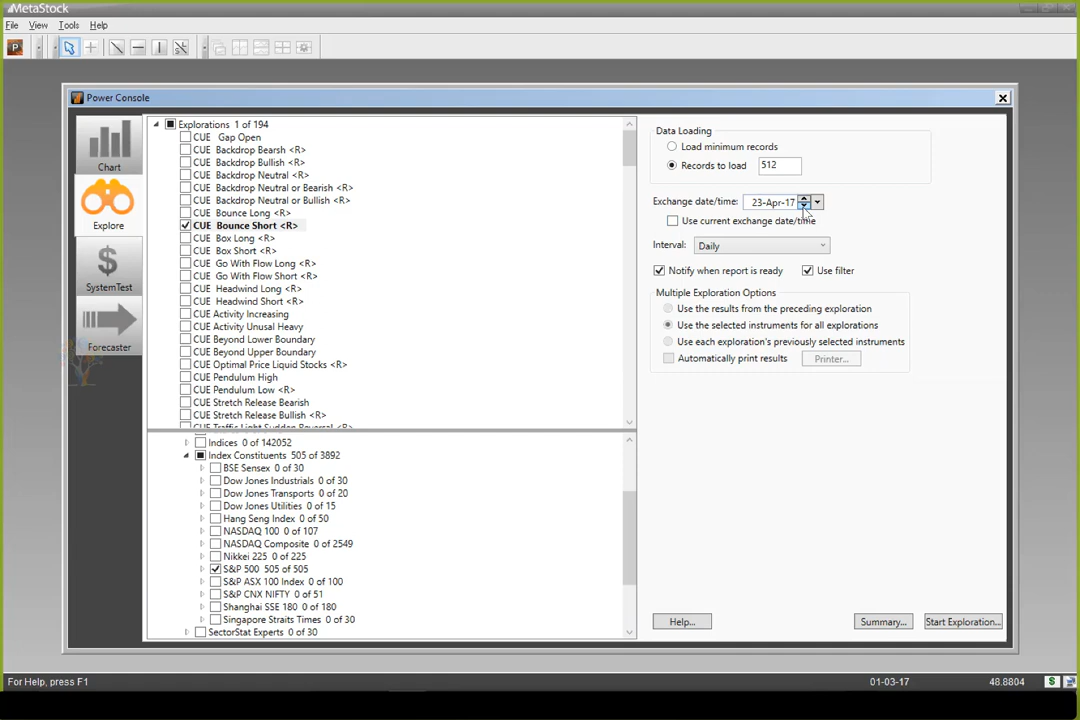 MetaStock
File View Tools Help
Power Console
Chart
Explore
SystemTest
Forecaster
Explorations 1 of 194
CUE Gap Open
CUE Backdrop Bearsh <R>
CUE Backdrop Bullish <R>
CUE Backdrop Neutral <R>
CUE Backdrop Neutral or Bearish <R>
CUE Backdrop Neutral or Bullish <R>
CUE Bounce Long <R>
CUE Bounce Short <R>
CUE Box Long <R>
CUE Box Short <R>
CUE Go With Flow Long <R>
CUE Go With Flow Short <R>
CUE Headwind Long <R>
CUE Headwind Short <R>
CUE Activity Increasing
CUE Activity Unusal Heavy
CUE Beyond Lower Boundary
CUE Beyond Upper Boundary
CUE Optimal Price Liquid Stocks <R>
CUE Pendulum High
CUE Pendulum Low <R>
CUE Stretch Release Bearish
CUE Stretch Release Bullish <R>
CUE Traffic Light Sudden Reversal <R>
Indices 0 of 142052
Index Constituents 505 of 3892
BSE Sensex 0 of 30
Dow Jones Industrials 0 of 30
Dow Jones Transports 0 of 20
Dow Jones Utilities 0 of 15
Hang Seng Index 0 of 50
NASDAQ 100 0 of 107
NASDAQ Composite 0 of 2549
Nikkei 225 0 of 225
S&P 500 505 of 505
S&P ASX 100 Index 0 of 100
S&P CNX NIFTY 0 of 51
Shanghai SSE 180 0 of 180
Singapore Straits Times 0 of 30
SectorStat Experts 0 of 30
Data Loading
Load minimum records
Records to load 512
Exchange date/time: 23-Apr-17
Use current exchange date/time
Interval: Daily
Notify when report is ready Use filter
Multiple Exploration Options
Use the results from the preceding exploration
Use the selected instruments for all explorations
Use each exploration's previously selected instruments
Automatically print results Printer...
Help... Summary... Start Exploration...
For Help, press F1 01-03-17 48.8804